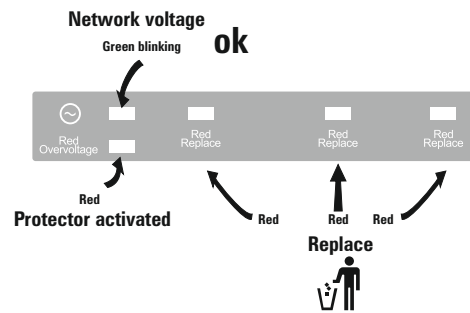 Network voltage
Green blinking
ok
Red
Overvoltage
Red
Replace
Red
Replace
Red
Replace
Red
Protector activated
Red
Red
Red
Replace